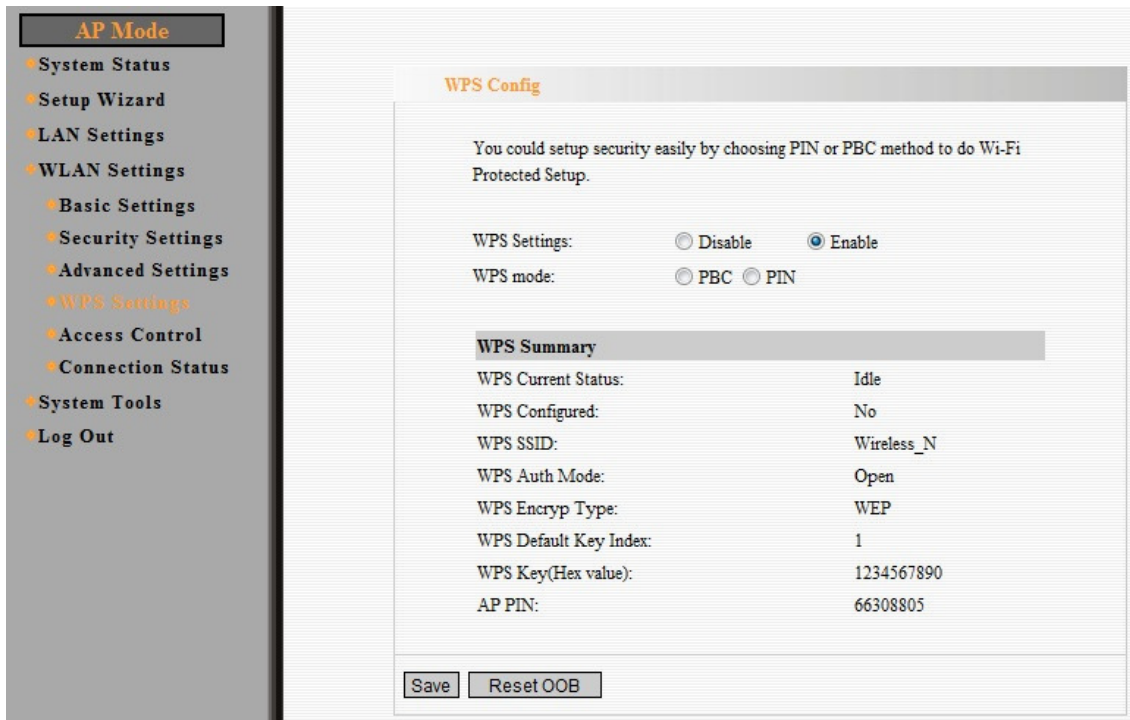 AP Mode
System Status
Setup Wizard
LAN Settings
WLAN Settings
Basic Settings
Security Settings
Advanced Settings
WPS Settings
Access Control
Connection Status
System Tools
Log Out
WPS Config
You could setup security easily by choosing PIN or PBC method to do Wi-Fi
Protected Setup.
WPS Settings: Disable Enable
WPS mode: PBC PIN
WPS Summary
WPS Current Status: Idle
WPS Configured: No
WPS SSID: Wireless_N
WPS Auth Mode: Open
WPS Encryp Type: WEP
WPS Default Key Index: 1
WPS Key(Hex value): 1234567890
AP PIN: 66308805
Save Reset OOB